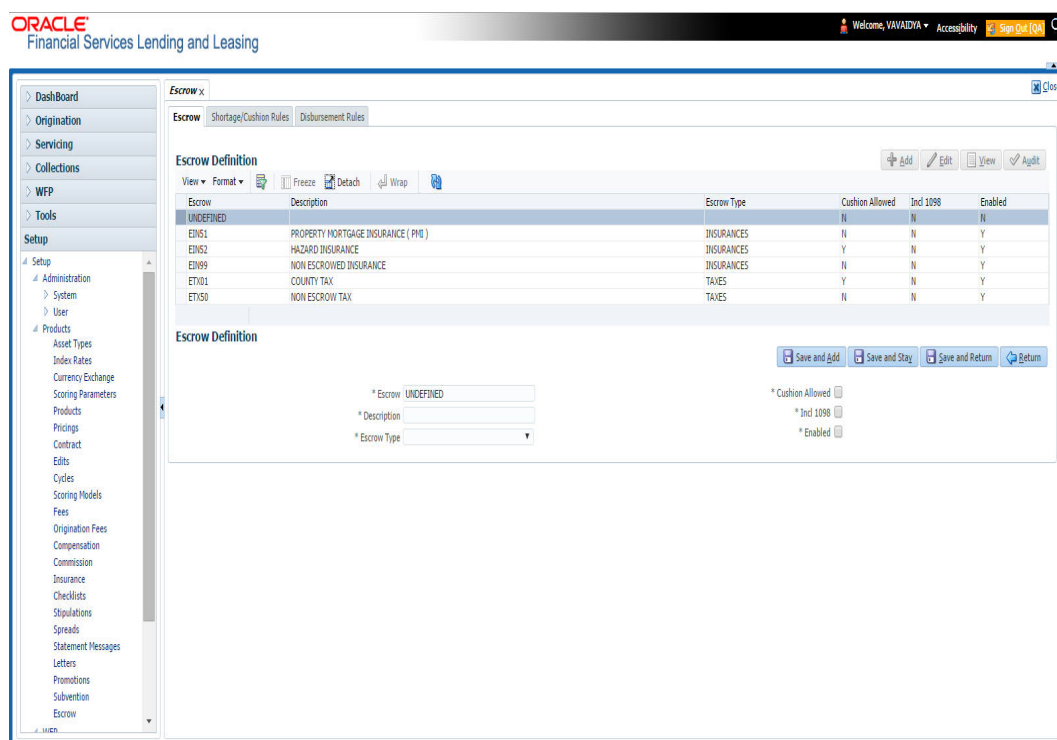 ORACLE
Financial Services Lending and Leasing
Welcome, VAVAIDYA
Accessibility
Sign Out [QA]
DashBoard
Origination
Servicing
Collections
WFP
Tools
Setup
Setup
Administration
System
User
Products
Asset Types
Index Rates
Currency Exchange
Scoring Parameters
Products
Pricings
Contract
Edits
Cycles
Scoring Models
Fees
Origination Fees
Compensation
Commission
Insurance
Checklists
Stipulations
Spreads
Statement Messages
Letters
Promotions
Subvention
Escrow
WFP
Escrow x
Clos
Escrow Shortage/Cushion Rules Disbursement Rules
Escrow Definition
Add Edit View Audit
View Format Freeze Detach Wrap
Escrow Description Escrow Type Cushion Allowed Incl 1098 Enabled
UNDEFINED N N N
EIN51 PROPERTY MORTGAGE INSURANCE ( PMI ) INSURANCES N N Y
EIN52 HAZARD INSURANCE INSURANCES Y N Y
EIN99 NON ESCROWED INSURANCE INSURANCES N N Y
ETX01 COUNTY TAX TAXES Y N Y
ETX50 NON ESCROW TAX TAXES N N Y
Escrow Definition
Save and Add Save and Stay Save and Return Return
* Escrow UNDEFINED
* Description
* Escrow Type
* Cushion Allowed
* Incl 1098
* Enabled